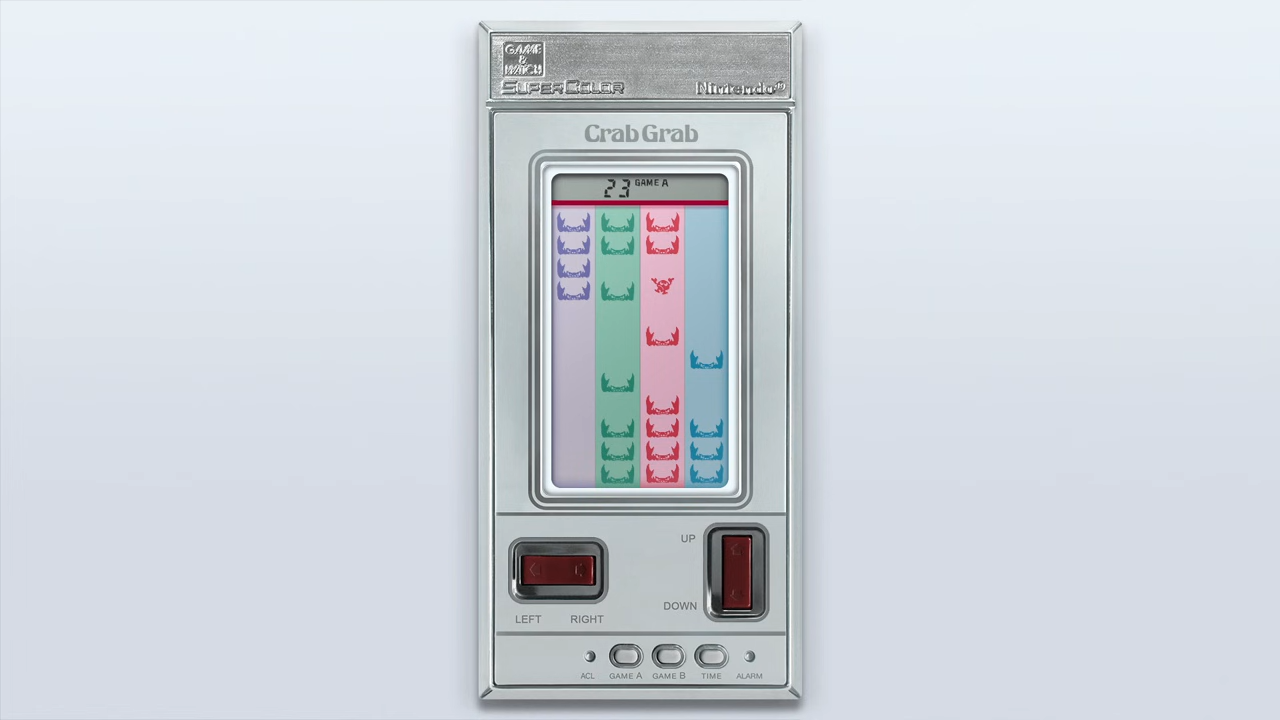 GAME
&
WATCH
SUPER COLOR
Nintendo®
Crab Grab
23 GAME A
UP
DOWN
LEFT RIGHT
ACL GAME A GAME B TIME ALARM